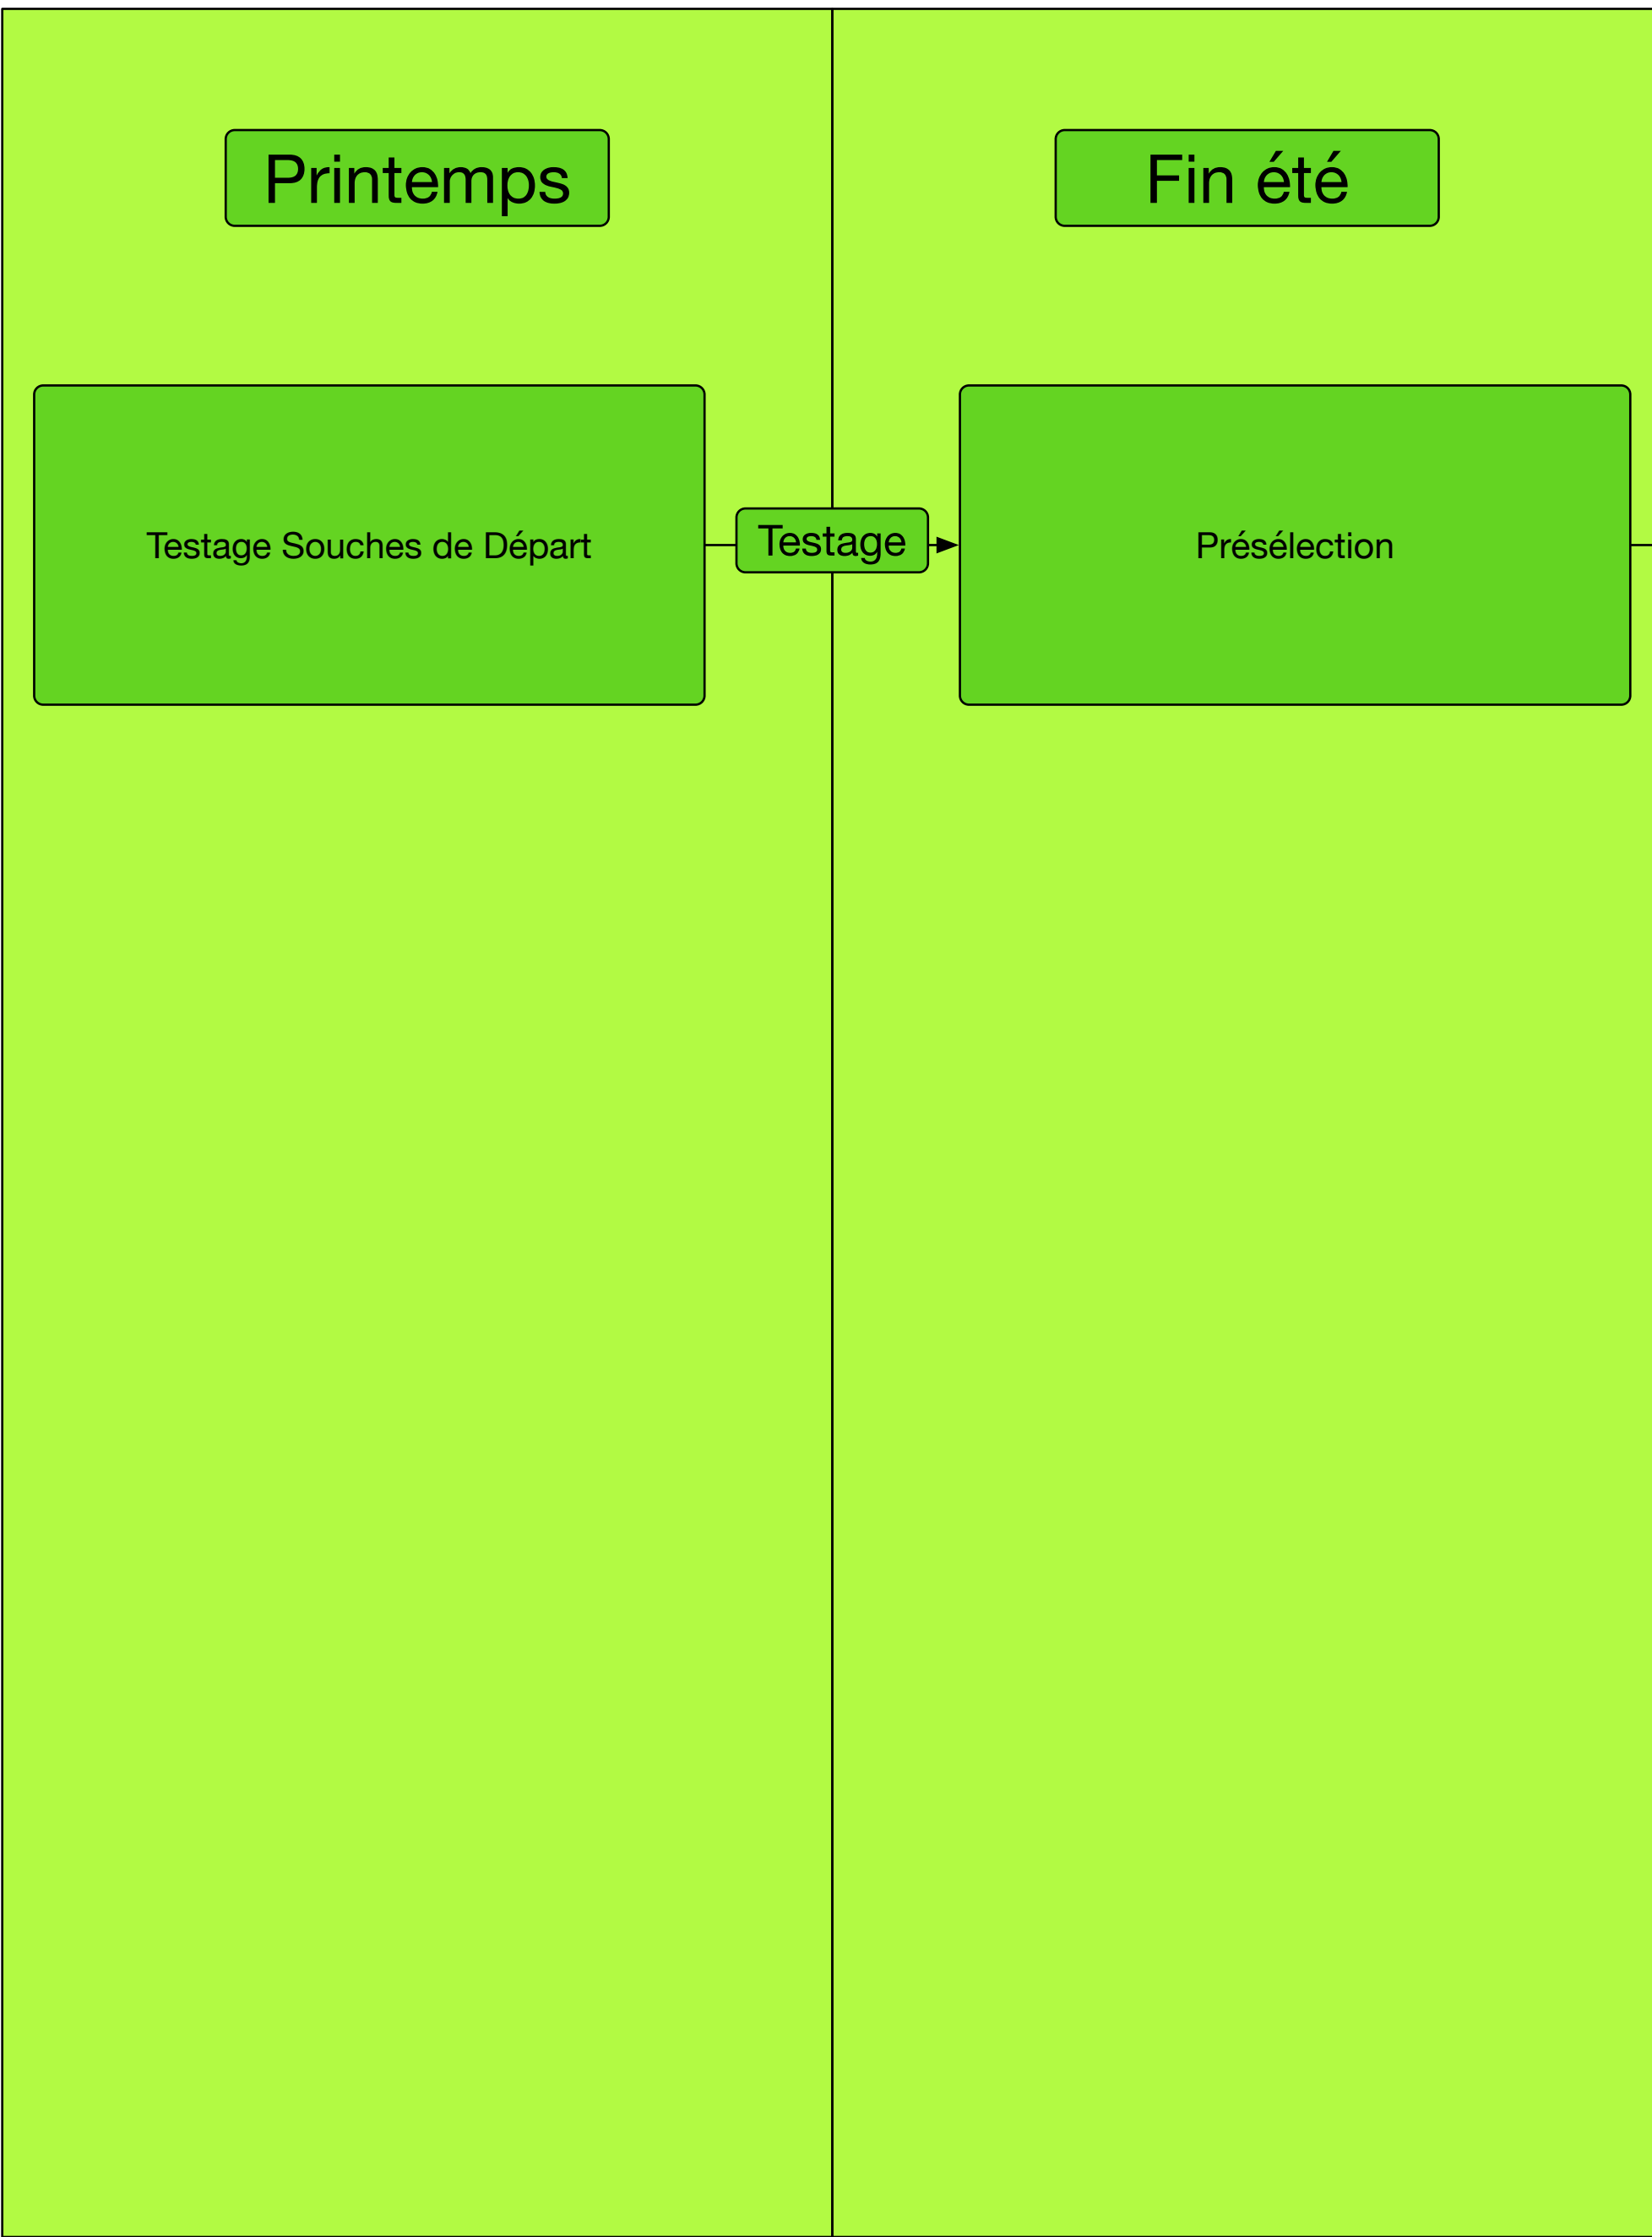 Printemps
Fin été
Testage Souches de Départ
Testage
Présélection